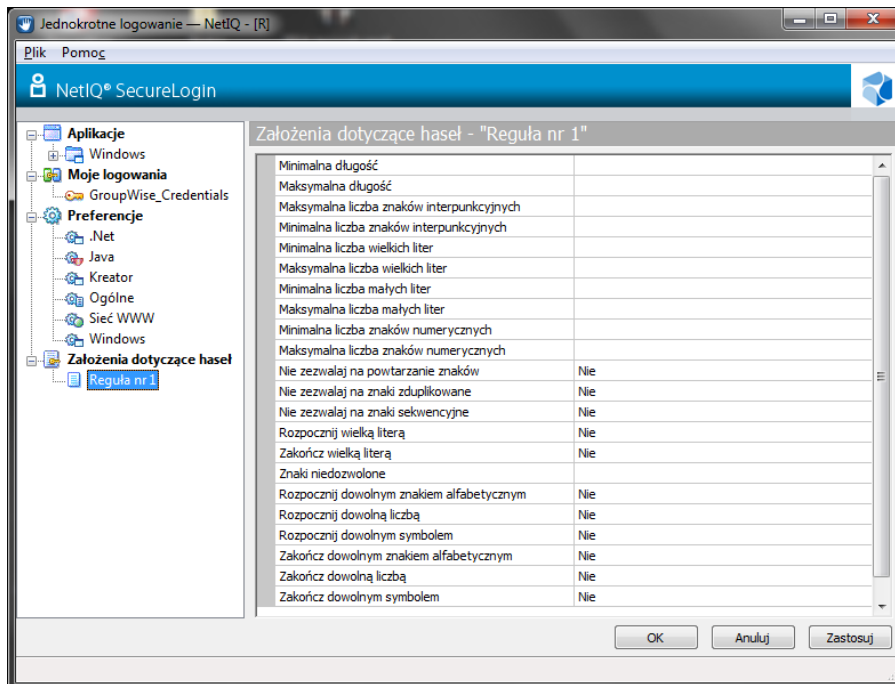 Jednokrotne logowanie — NetIQ - [R]
Plik Pomoc
NetIQ® SecureLogin
Aplikacje
Windows
Moje logowania
GroupWise_Credentials
Preferencje
.Net
Java
Kreator
Ogólne
Sieć WWW
Windows
Założenia dotyczące haseł
Reguła nr 1
Założenia dotyczące haseł - "Reguła nr 1"
Minimalna długość
Maksymalna długość
Maksymalna liczba znaków interpunkcyjnych
Minimalna liczba znaków interpunkcyjnych
Minimalna liczba wielkich liter
Maksymalna liczba wielkich liter
Minimalna liczba małych liter
Maksymalna liczba małych liter
Minimalna liczba znaków numerycznych
Maksymalna liczba znaków numerycznych
Nie zezwalaj na powtarzanie znaków Nie
Nie zezwalaj na znaki zduplikowane Nie
Nie zezwalaj na znaki sekwencyjne Nie
Rozpocznij wielką literą Nie
Zakończ wielką literą Nie
Znaki niedozwolone
Rozpocznij dowolnym znakiem alfabetycznym Nie
Rozpocznij dowolną liczbą Nie
Rozpocznij dowolnym symbolem Nie
Zakończ dowolnym znakiem alfabetycznym Nie
Zakończ dowolną liczbą Nie
Zakończ dowolnym symbolem Nie
OK Anuluj Zastosuj